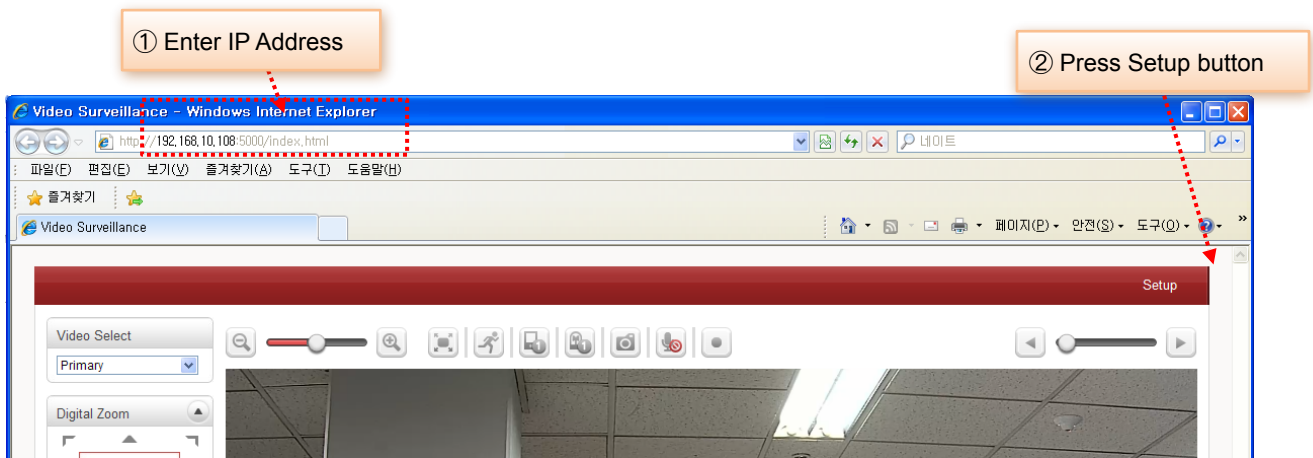 ① Enter IP Address
② Press Setup button
Video Surveillance - Windows Internet Explorer
http://192.168.10.108:5000/index.html
네이트
파일(F) 편집(E) 보기(V) 즐겨찾기(A) 도구(T) 도움말(H)
즐겨찾기
Video Surveillance
페이지(P) 안전(S) 도구(O) »
Setup
Video Select
Primary
Digital Zoom